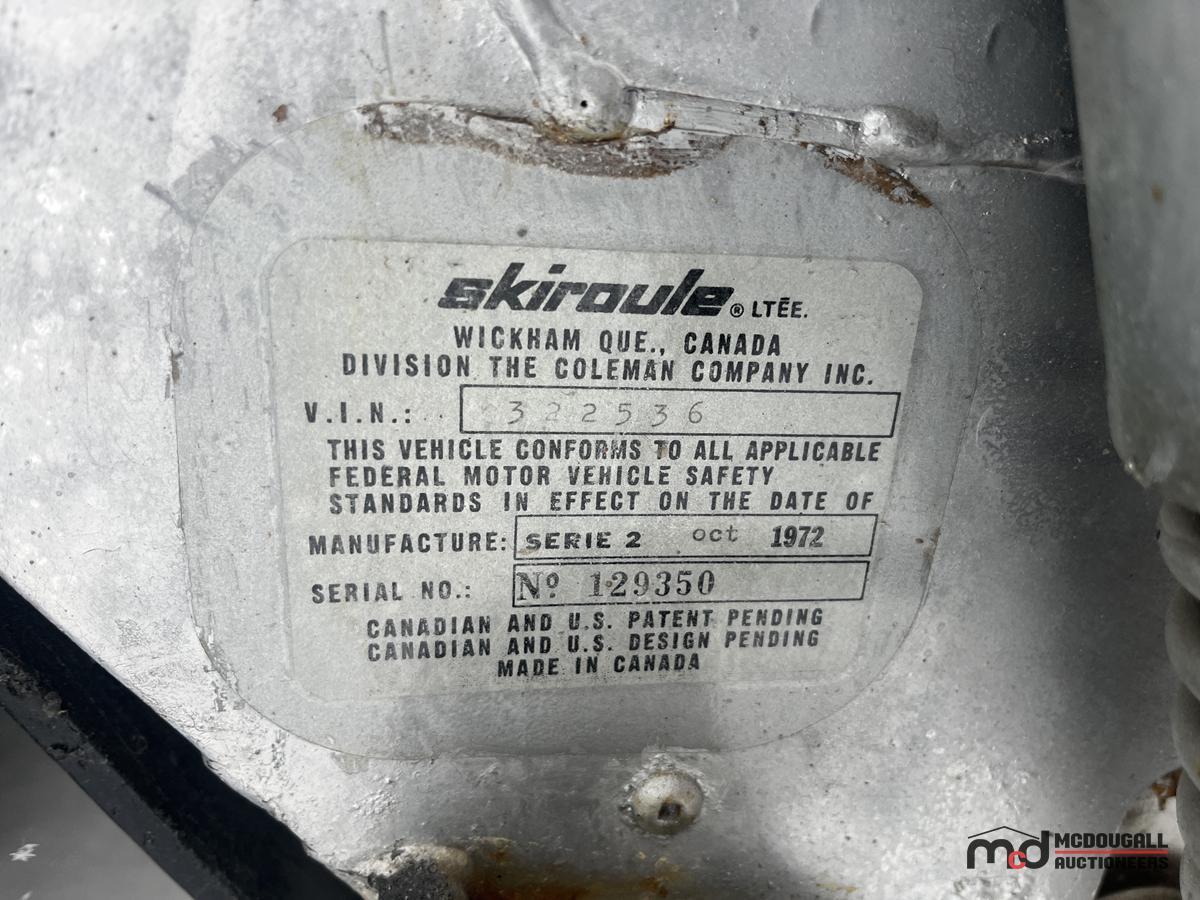 skiroule® LTÉE.
WICKHAM QUE., CANADA
DIVISION THE COLEMAN COMPANY INC.
V.I.N.: 322536
THIS VEHICLE CONFORMS TO ALL APPLICABLE
FEDERAL MOTOR VEHICLE SAFETY
STANDARDS IN EFFECT ON THE DATE OF
MANUFACTURE: SERIE 2 oct 1972
SERIAL NO.: Nº 129350
CANADIAN AND U.S. PATENT PENDING
CANADIAN AND U.S. DESIGN PENDING
MADE IN CANADA
mcd MCDOUGALL
AUCTIONEERS